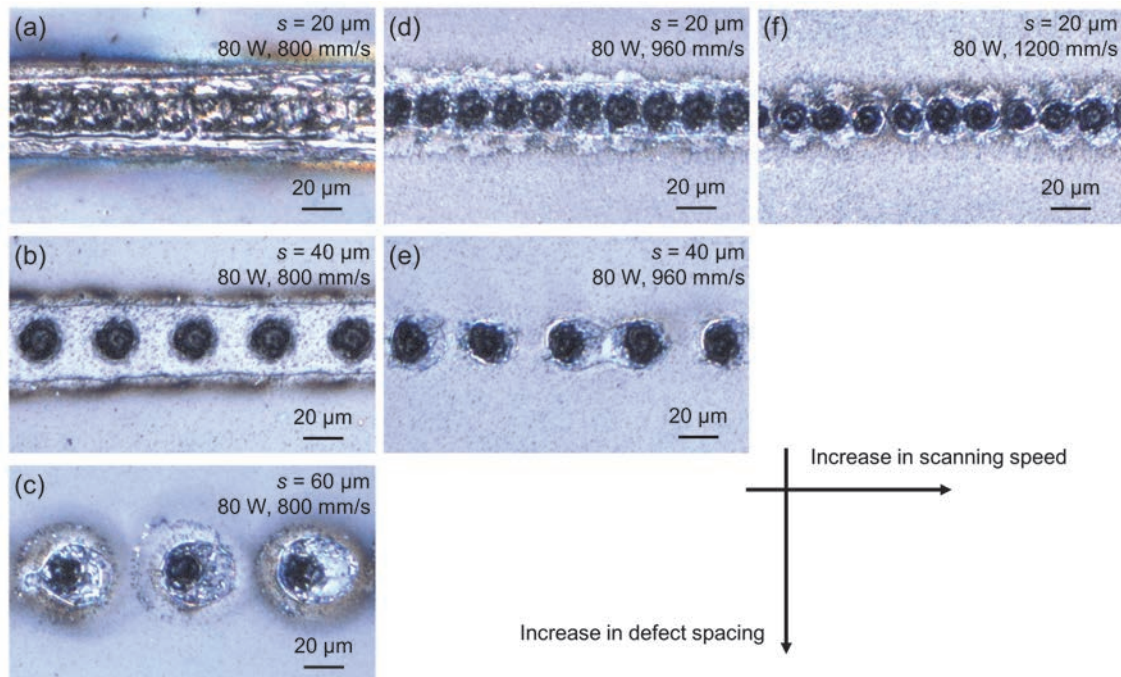 (a)
s = 20 µm
80 W, 800 mm/s
20 µm
(d)
s = 20 µm
80 W, 960 mm/s
20 µm
(f)
s = 20 µm
80 W, 1200 mm/s
20 µm
(b)
s = 40 µm
80 W, 800 mm/s
20 µm
(e)
s = 40 µm
80 W, 960 mm/s
20 µm
(c)
s = 60 µm
80 W, 800 mm/s
20 µm
Increase in scanning speed
Increase in defect spacing